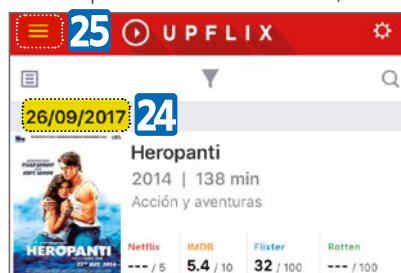 25 UPFLIX
26/09/2017 24
Heropanti
2014 | 138 min
Acción y aventuras
HEROPANTI
Netflix IMDB Flixter Rotten
--- / 5 5.4 / 10 32 / 100 --- / 100